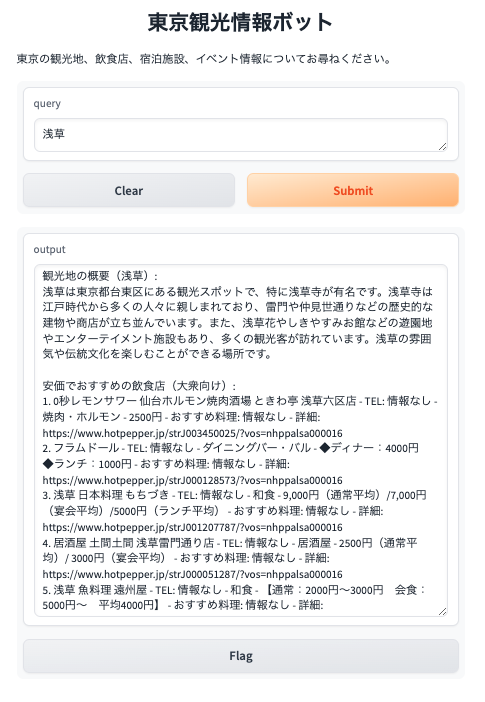 東京観光情報ボット
東京の観光地、飲食店、宿泊施設、イベント情報についてお尋ねください。
query
浅草
Clear
Submit
output
観光地の概要（浅草）:
浅草は東京都台東区にある観光スポットで、特に浅草寺が有名です。浅草寺は
江戸時代から多くの人々に親しまれており、雷門や仲見世通りなどの歴史的な
建物や商店が立ち並んでいます。また、浅草花やしきやすみお館などの遊園地
やエンターテイメント施設もあり、多くの観光客が訪れています。浅草の雰囲
気や伝統文化を楽しむことができる場所です。
安価でおすすめの飲食店（大衆向け）:
1. 0秒レモンサワー 仙台ホルモン焼肉酒場 ときわ亭 浅草六区店 - TEL: 情報なし -
焼肉・ホルモン - 2500円 - おすすめ料理: 情報なし - 詳細:
https://www.hotpepper.jp/strJ003450025/?vos=nhppalsa000016
2. フラムドール - TEL: 情報なし - ダイニングバー・バル - ◆ディナー：4000円
◆ランチ：1000円 - おすすめ料理: 情報なし - 詳細:
https://www.hotpepper.jp/strJ000128573/?vos=nhppalsa000016
3. 浅草 日本料理 もちづき - TEL: 情報なし - 和食 - 9,000円（通常平均）/7,000円
（宴会平均）/5000円（ランチ平均） - おすすめ料理: 情報なし - 詳細:
https://www.hotpepper.jp/strJ001207787/?vos=nhppalsa000016
4. 居酒屋 土間土間 浅草雷門通り店 - TEL: 情報なし - 居酒屋 - 2500円（通常平
均）/ 3000円（宴会平均） - おすすめ料理: 情報なし - 詳細:
https://www.hotpepper.jp/strJ000051287/?vos=nhppalsa000016
5. 浅草 魚料理 遠州屋 - TEL: 情報なし - 和食 - 【通常：2000円～3000円　会食：
5000円～　平均4000円】 - おすすめ料理: 情報なし - 詳細:
Flag